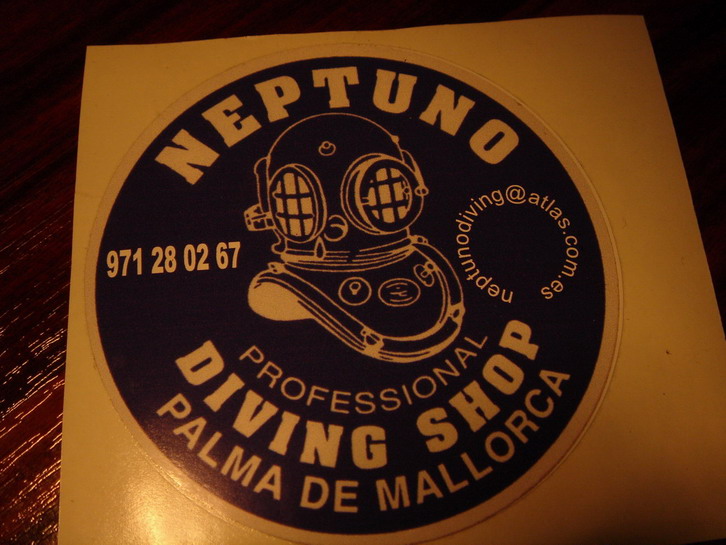 NEPTUNO
971 28 02 67
neptunodiving@atlas.com.es
PROFESSIONAL
DIVING SHOP
PALMA DE MALLORCA